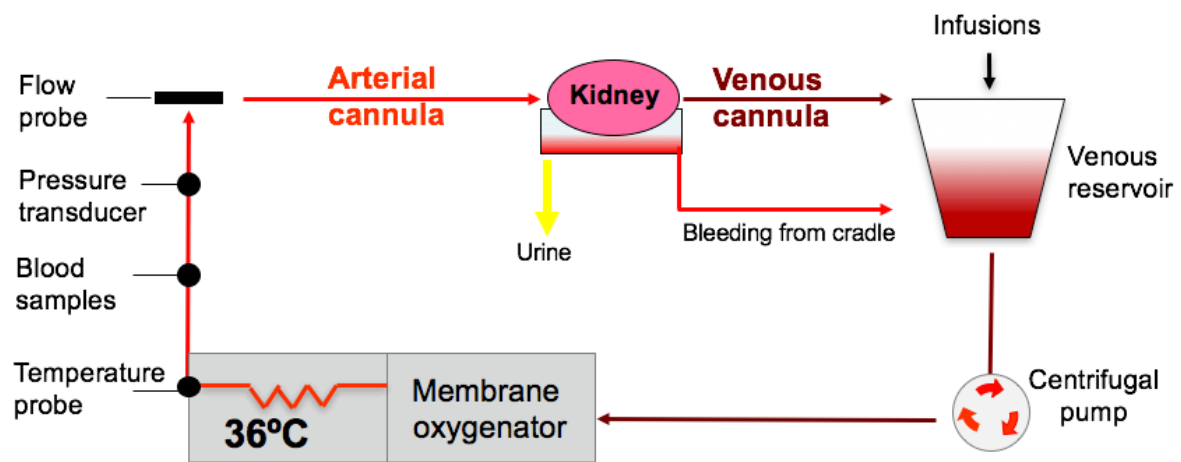 Infusions
Flow
probe
Arterial
cannula
Kidney
Venous
cannula
Venous
reservoir
Pressure
transducer
Urine
Bleeding from cradle
Blood
samples
Temperature
probe
36ºC
Membrane
oxygenator
Centrifugal
pump